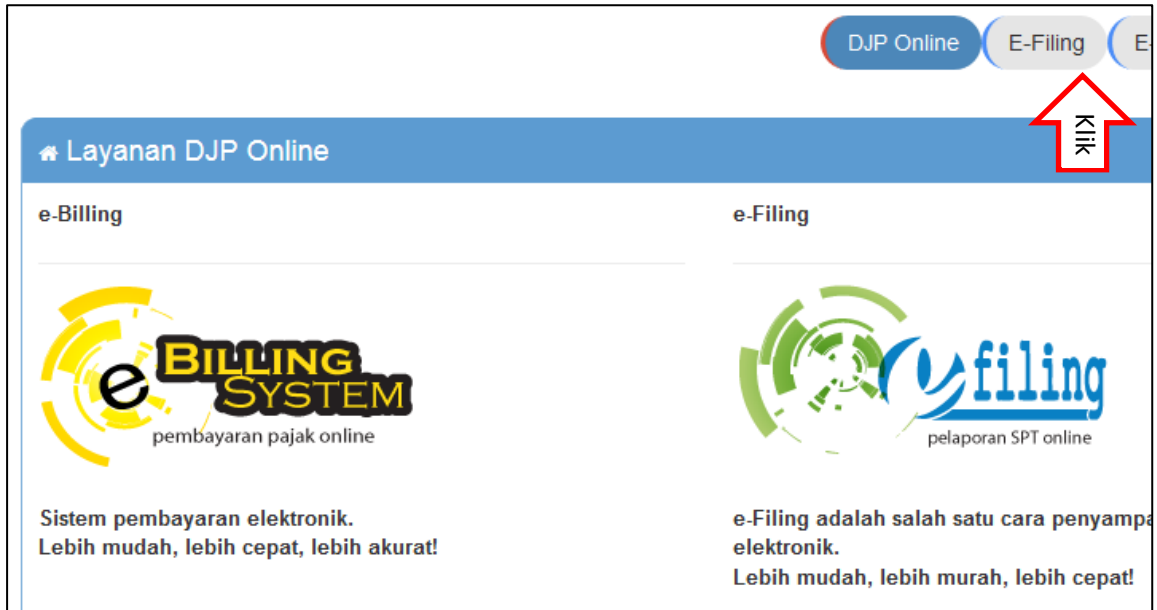 DJP Online E-Filing E-
Klik
Layanan DJP Online
e-Billing
e-Filing
e BILLING
SYSTEM
pembayaran pajak online
e filing
pelaporan SPT online
Sistem pembayaran elektronik.
Lebih mudah, lebih cepat, lebih akurat!
e-Filing adalah salah satu cara penyampa
elektronik.
Lebih mudah, lebih murah, lebih cepat!